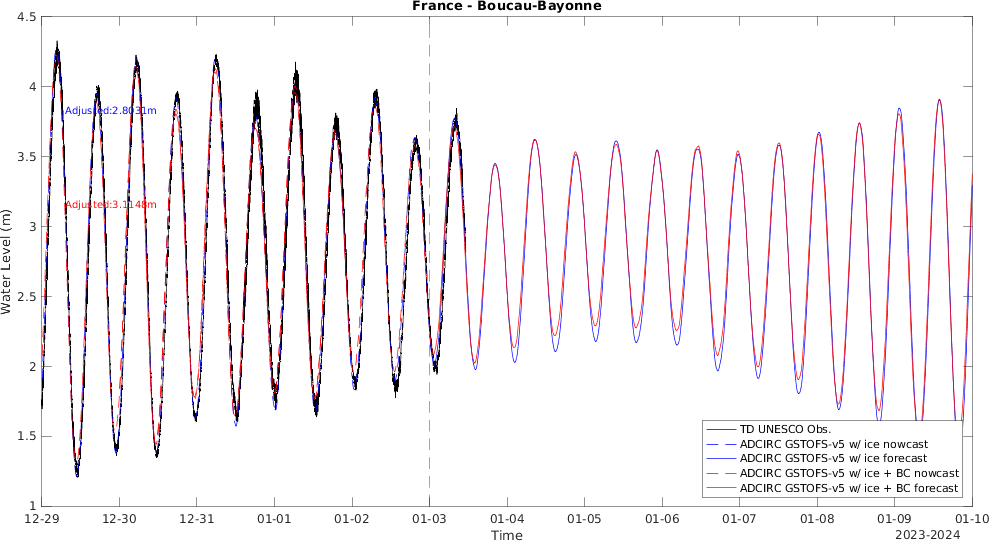 France - Boucau-Bayonne
Water Level (m)
4.5
4
3.5
3
2.5
2
1.5
1
Adjusted:2.8031m
Adjusted:3.1148m
TD UNESCO Obs.
ADCIRC GSTOFS-v5 w/ ice nowcast
ADCIRC GSTOFS-v5 w/ ice forecast
ADCIRC GSTOFS-v5 w/ ice + BC nowcast
ADCIRC GSTOFS-v5 w/ ice + BC forecast
12-29 12-30 12-31 01-01 01-02 01-03 01-04 01-05 01-06 01-07 01-08 01-09 01-10
Time
2023-2024